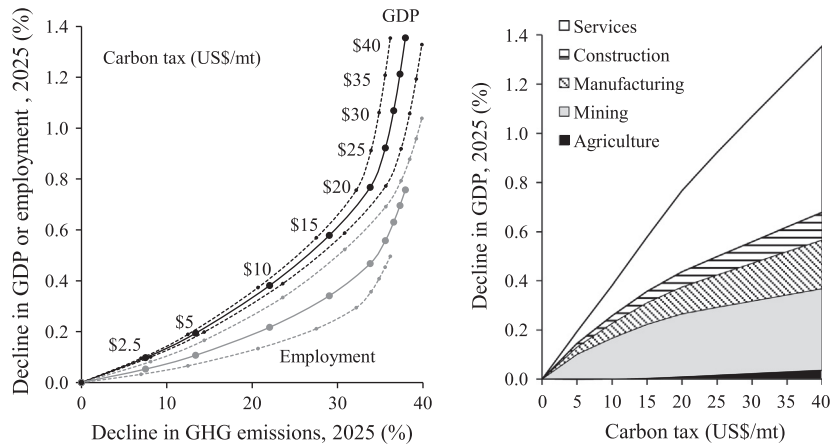 GDP
1.4
1.2
1.0
0.8
0.6
0.4
0.2
0.0
Decline in GDP or employment , 2025 (%)
Carbon tax (US$/mt)
$40
$35
$30
$25
$20
$15
$10
$5
$2.5
Employment
0 10 20 30 40
Decline in GHG emissions, 2025 (%)
Services
Construction
Manufacturing
Mining
Agriculture
1.4
1.2
1.0
0.8
0.6
0.4
0.2
0.0
Decline in GDP, 2025 (%)
0 5 10 15 20 25 30 35 40
Carbon tax (US$/mt)